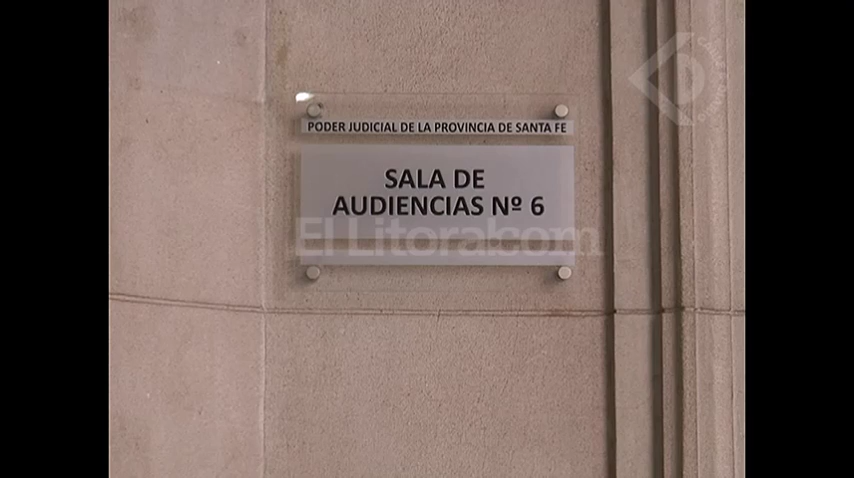 PODER JUDICIAL DE LA PROVINCIA DE SANTA FE
SALA DE
AUDIENCIAS Nº 6
El Litoral.com